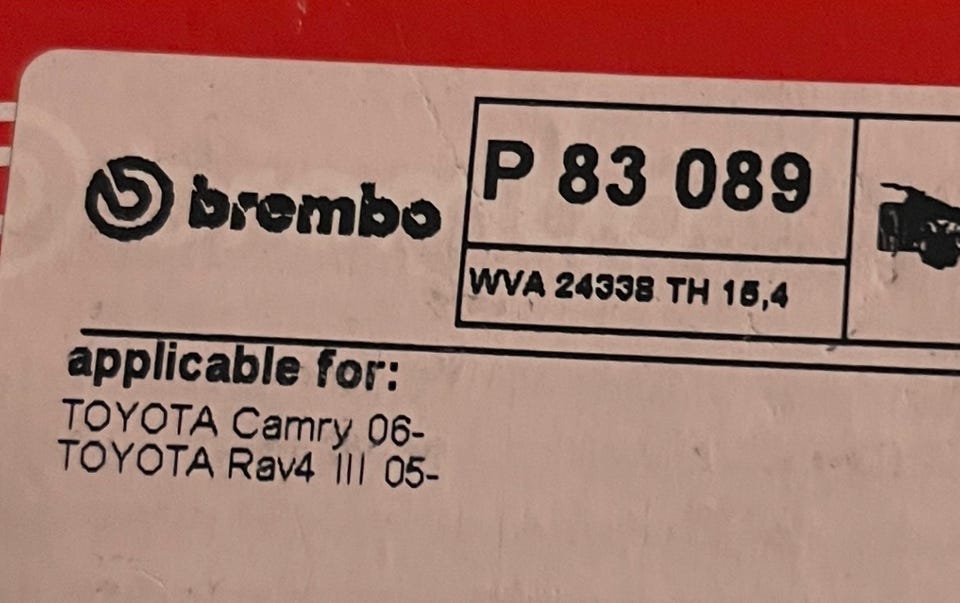 brembo
P 83 089
WVA 24338 TH 15,4
applicable for:
TOYOTA Camry 06-
TOYOTA Rav4 III 05-